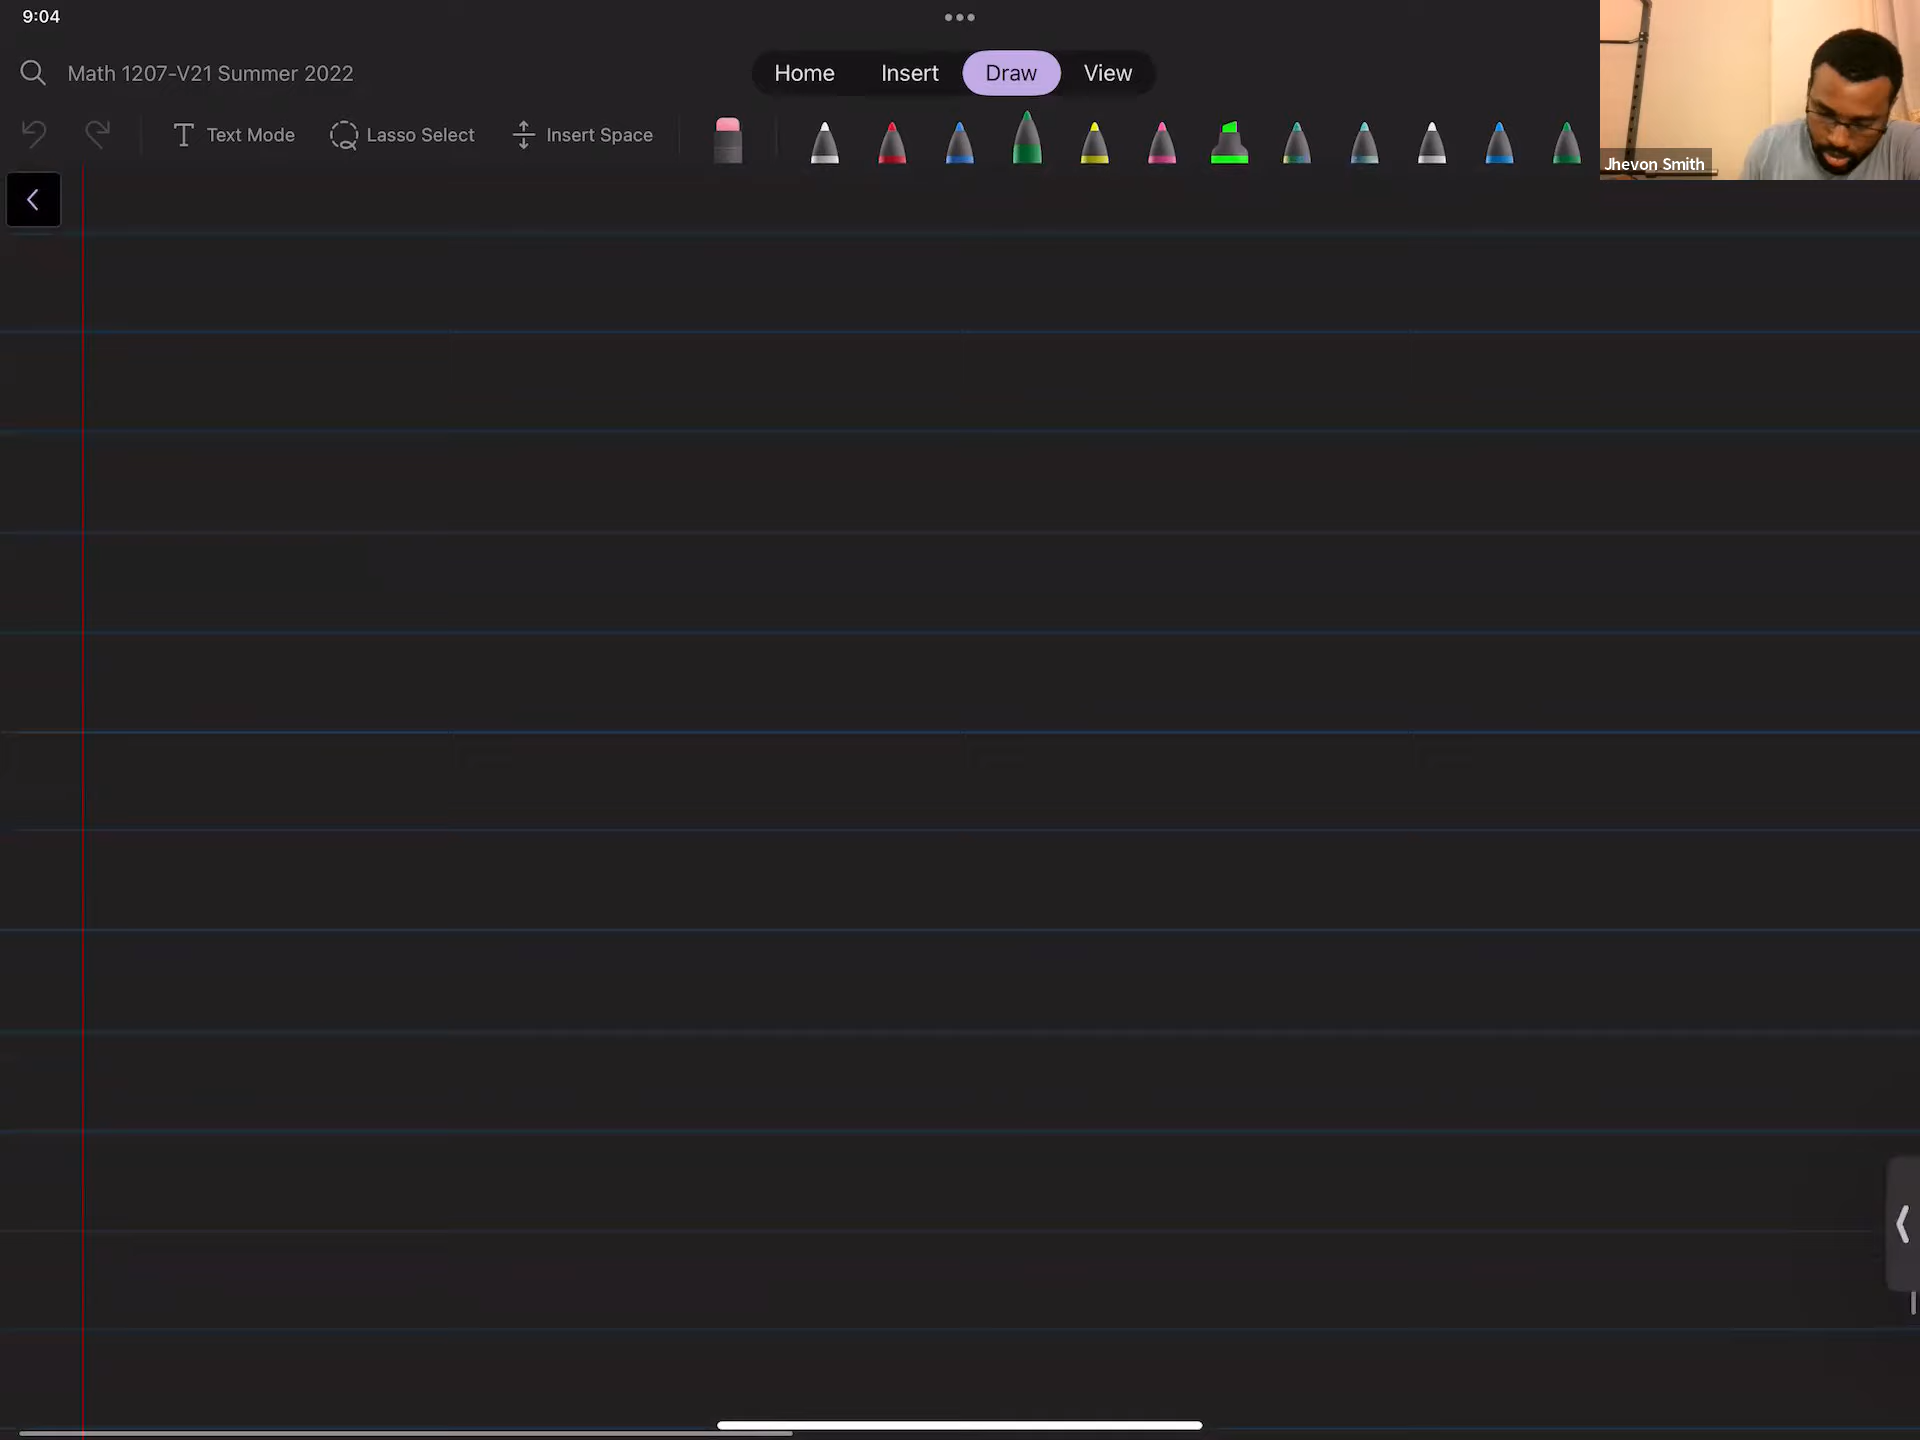 9:04
Math 1207-V21 Summer 2022
Home Insert Draw View
Text Mode Lasso Select Insert Space
Jhevon Smith